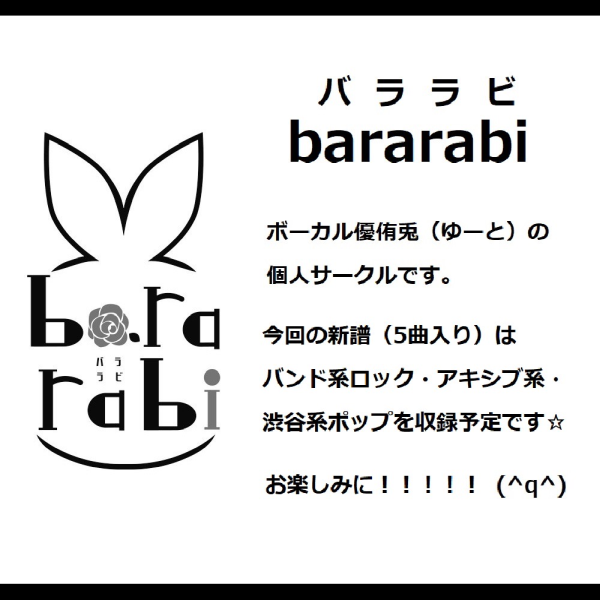 バララビ
bararabi
ba.ra
バラ
ラビ
rabi
ボーカル優侑兎（ゆーと）の
個人サークルです。
今回の新譜（5曲入り）は
バンド系ロック・アキシブ系・
渋谷系ポップを収録予定です☆
お楽しみに！！！！！ (^q^)